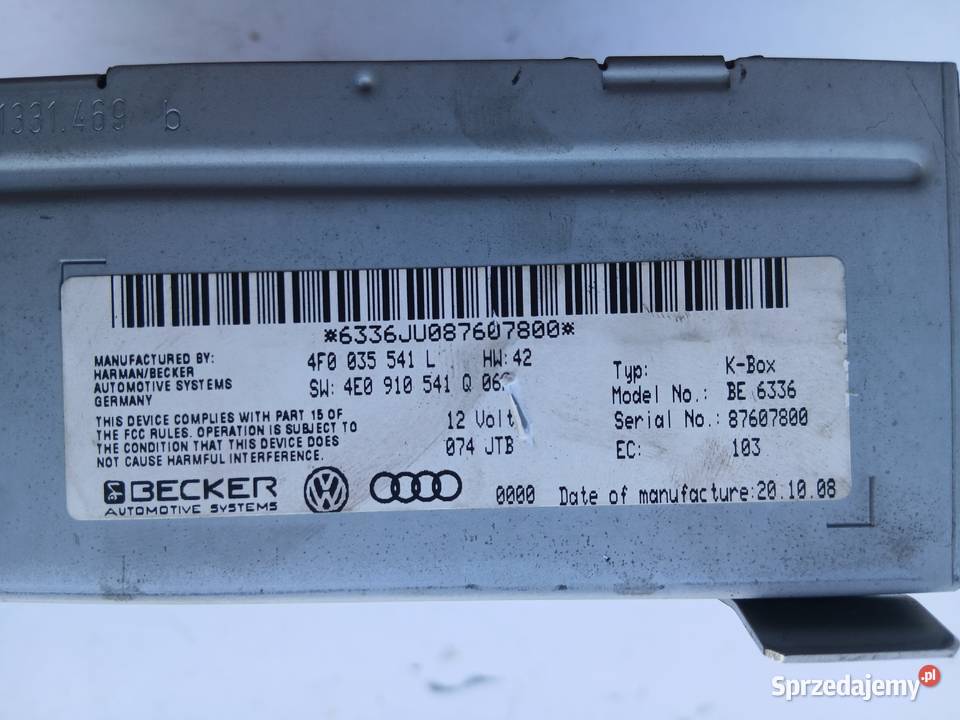 1331.469 b
*6336JU087607800*
MANUFACTURED BY:
HARMAN/BECKER
AUTOMOTIVE SYSTEMS
GERMANY
4F0 035 541 L HW:42
SW: 4E0 910 541 Q
THIS DEVICE COMPLIES WITH PART 15 OF
THE FCC RULES. OPERATION IS SUBJECT TO
THE CONDITION THAT THIS DEVICE DOES
NOT CAUSE HARMFUL INTERFERENCE.
12 Volt
074 JTB
Typ: K-Box
Model No.: BE 6336
Serial No.: 87607800
EC: 103
BECKER
AUTOMOTIVE SYSTEMS
0000 Date of manufacture:20.10.08
Sprzedajemy.pl